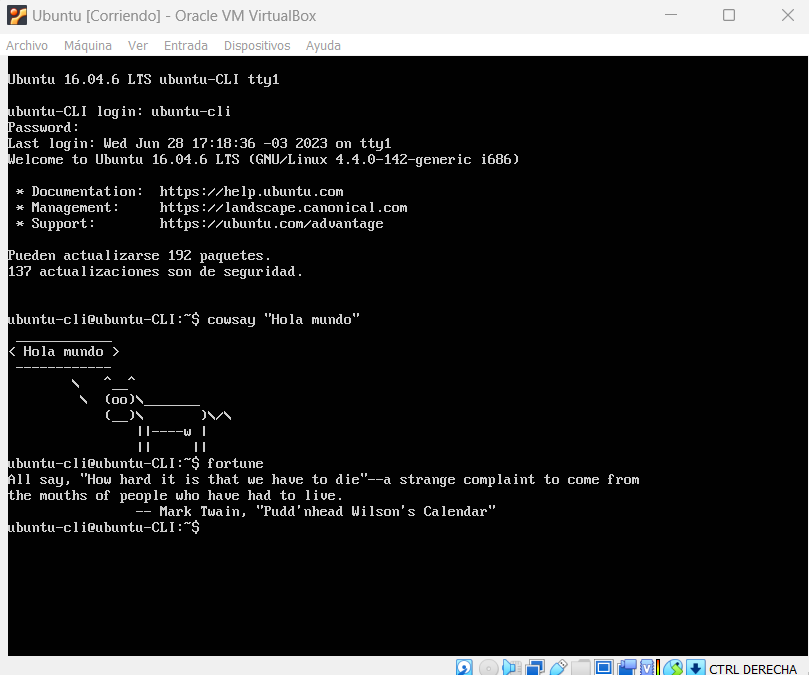 Ubuntu [Corriendo] - Oracle VM VirtualBox
Archivo Máquina Ver Entrada Dispositivos Ayuda
Ubuntu 16.04.6 LTS ubuntu-CLI tty1
ubuntu-CLI login: ubuntu-cli
Password:
Last login: Wed Jun 28 17:18:36 -03 2023 on tty1
Welcome to Ubuntu 16.04.6 LTS (GNU/Linux 4.4.0-142-generic i686)
* Documentation:  https://help.ubuntu.com
* Management:     https://landscape.canonical.com
* Support:        https://ubuntu.com/advantage
Pueden actualizarse 192 paquetes.
137 actualizaciones son de seguridad.
ubuntu-cli@ubuntu-CLI:~$ cowsay "Hola mundo"
 ____________
< Hola mundo >
 ------------
        \   ^__^
         \  (oo)\_______
            (__)\       )\/\
                ||----w |
                ||     ||
ubuntu-cli@ubuntu-CLI:~$ fortune
All say, "How hard it is that we have to die"--a strange complaint to come from
the mouths of people who have had to live.
                -- Mark Twain, "Pudd'nhead Wilson's Calendar"
ubuntu-cli@ubuntu-CLI:~$
CTRL DERECHA